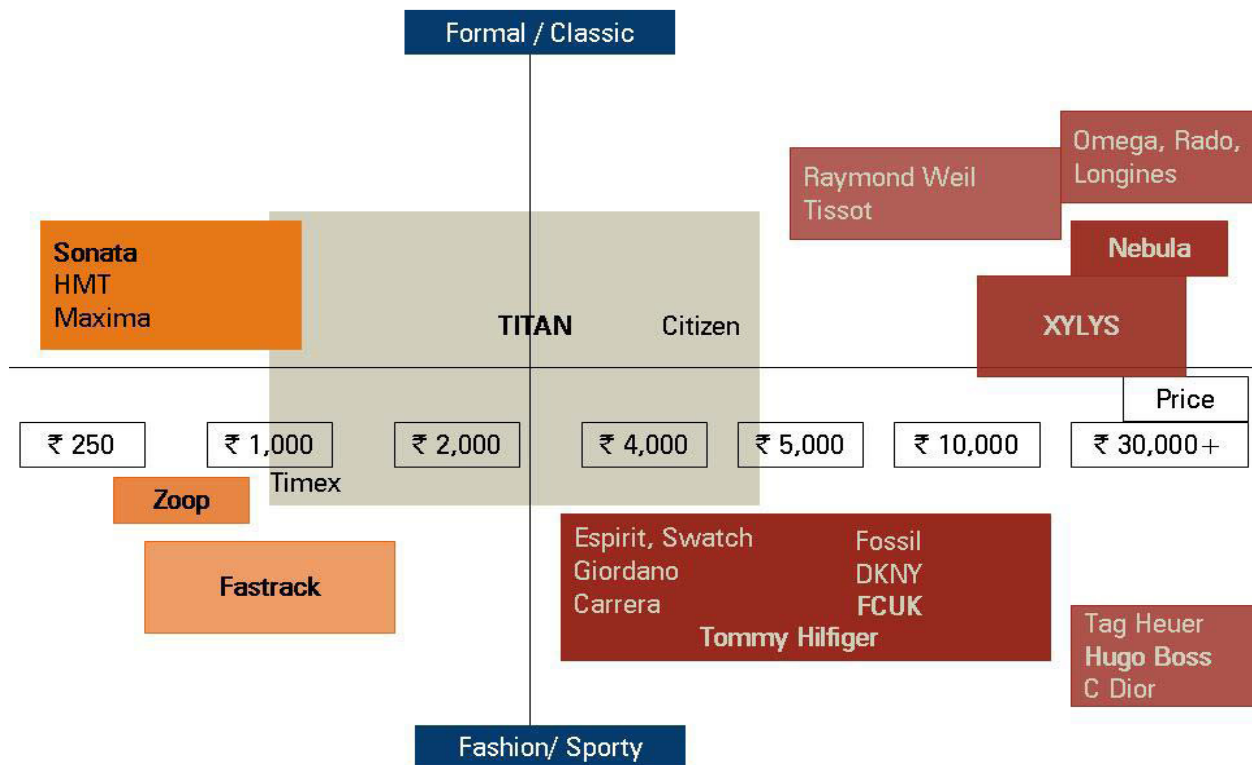 Formal / Classic
Omega, Rado,
Longines
Raymond Weil
Tissot
Nebula
Sonata
HMT
Maxima
TITAN
Citizen
XYLYS
Price
₹ 250
₹ 1,000
₹ 2,000
₹ 4,000
₹ 5,000
₹ 10,000
₹ 30,000+
Timex
Zoop
Fastrack
Espirit, Swatch
Giordano
Carrera
Fossil
DKNY
FCUK
Tommy Hilfiger
Tag Heuer
Hugo Boss
C Dior
Fashion/ Sporty